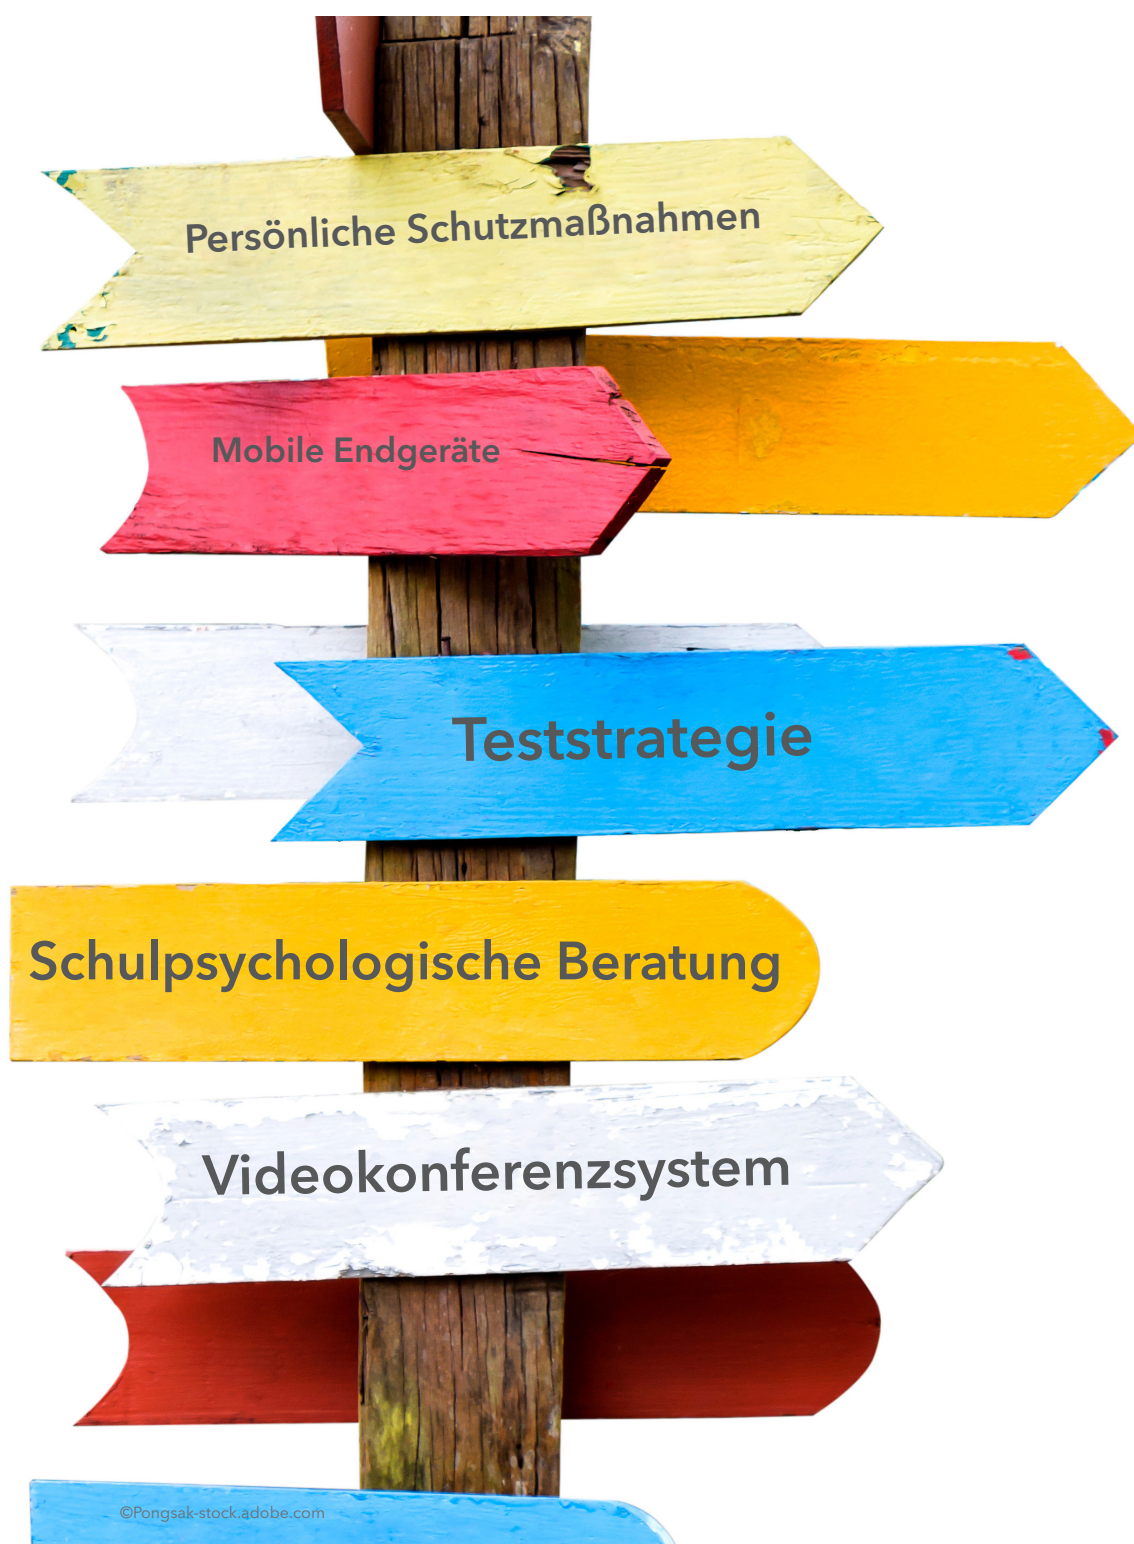 Persönliche Schutzmaßnahmen
Mobile Endgeräte
Teststrategie
Schulpsychologische Beratung
Videokonferenzsystem
©Pongsak-stock.adobe.com